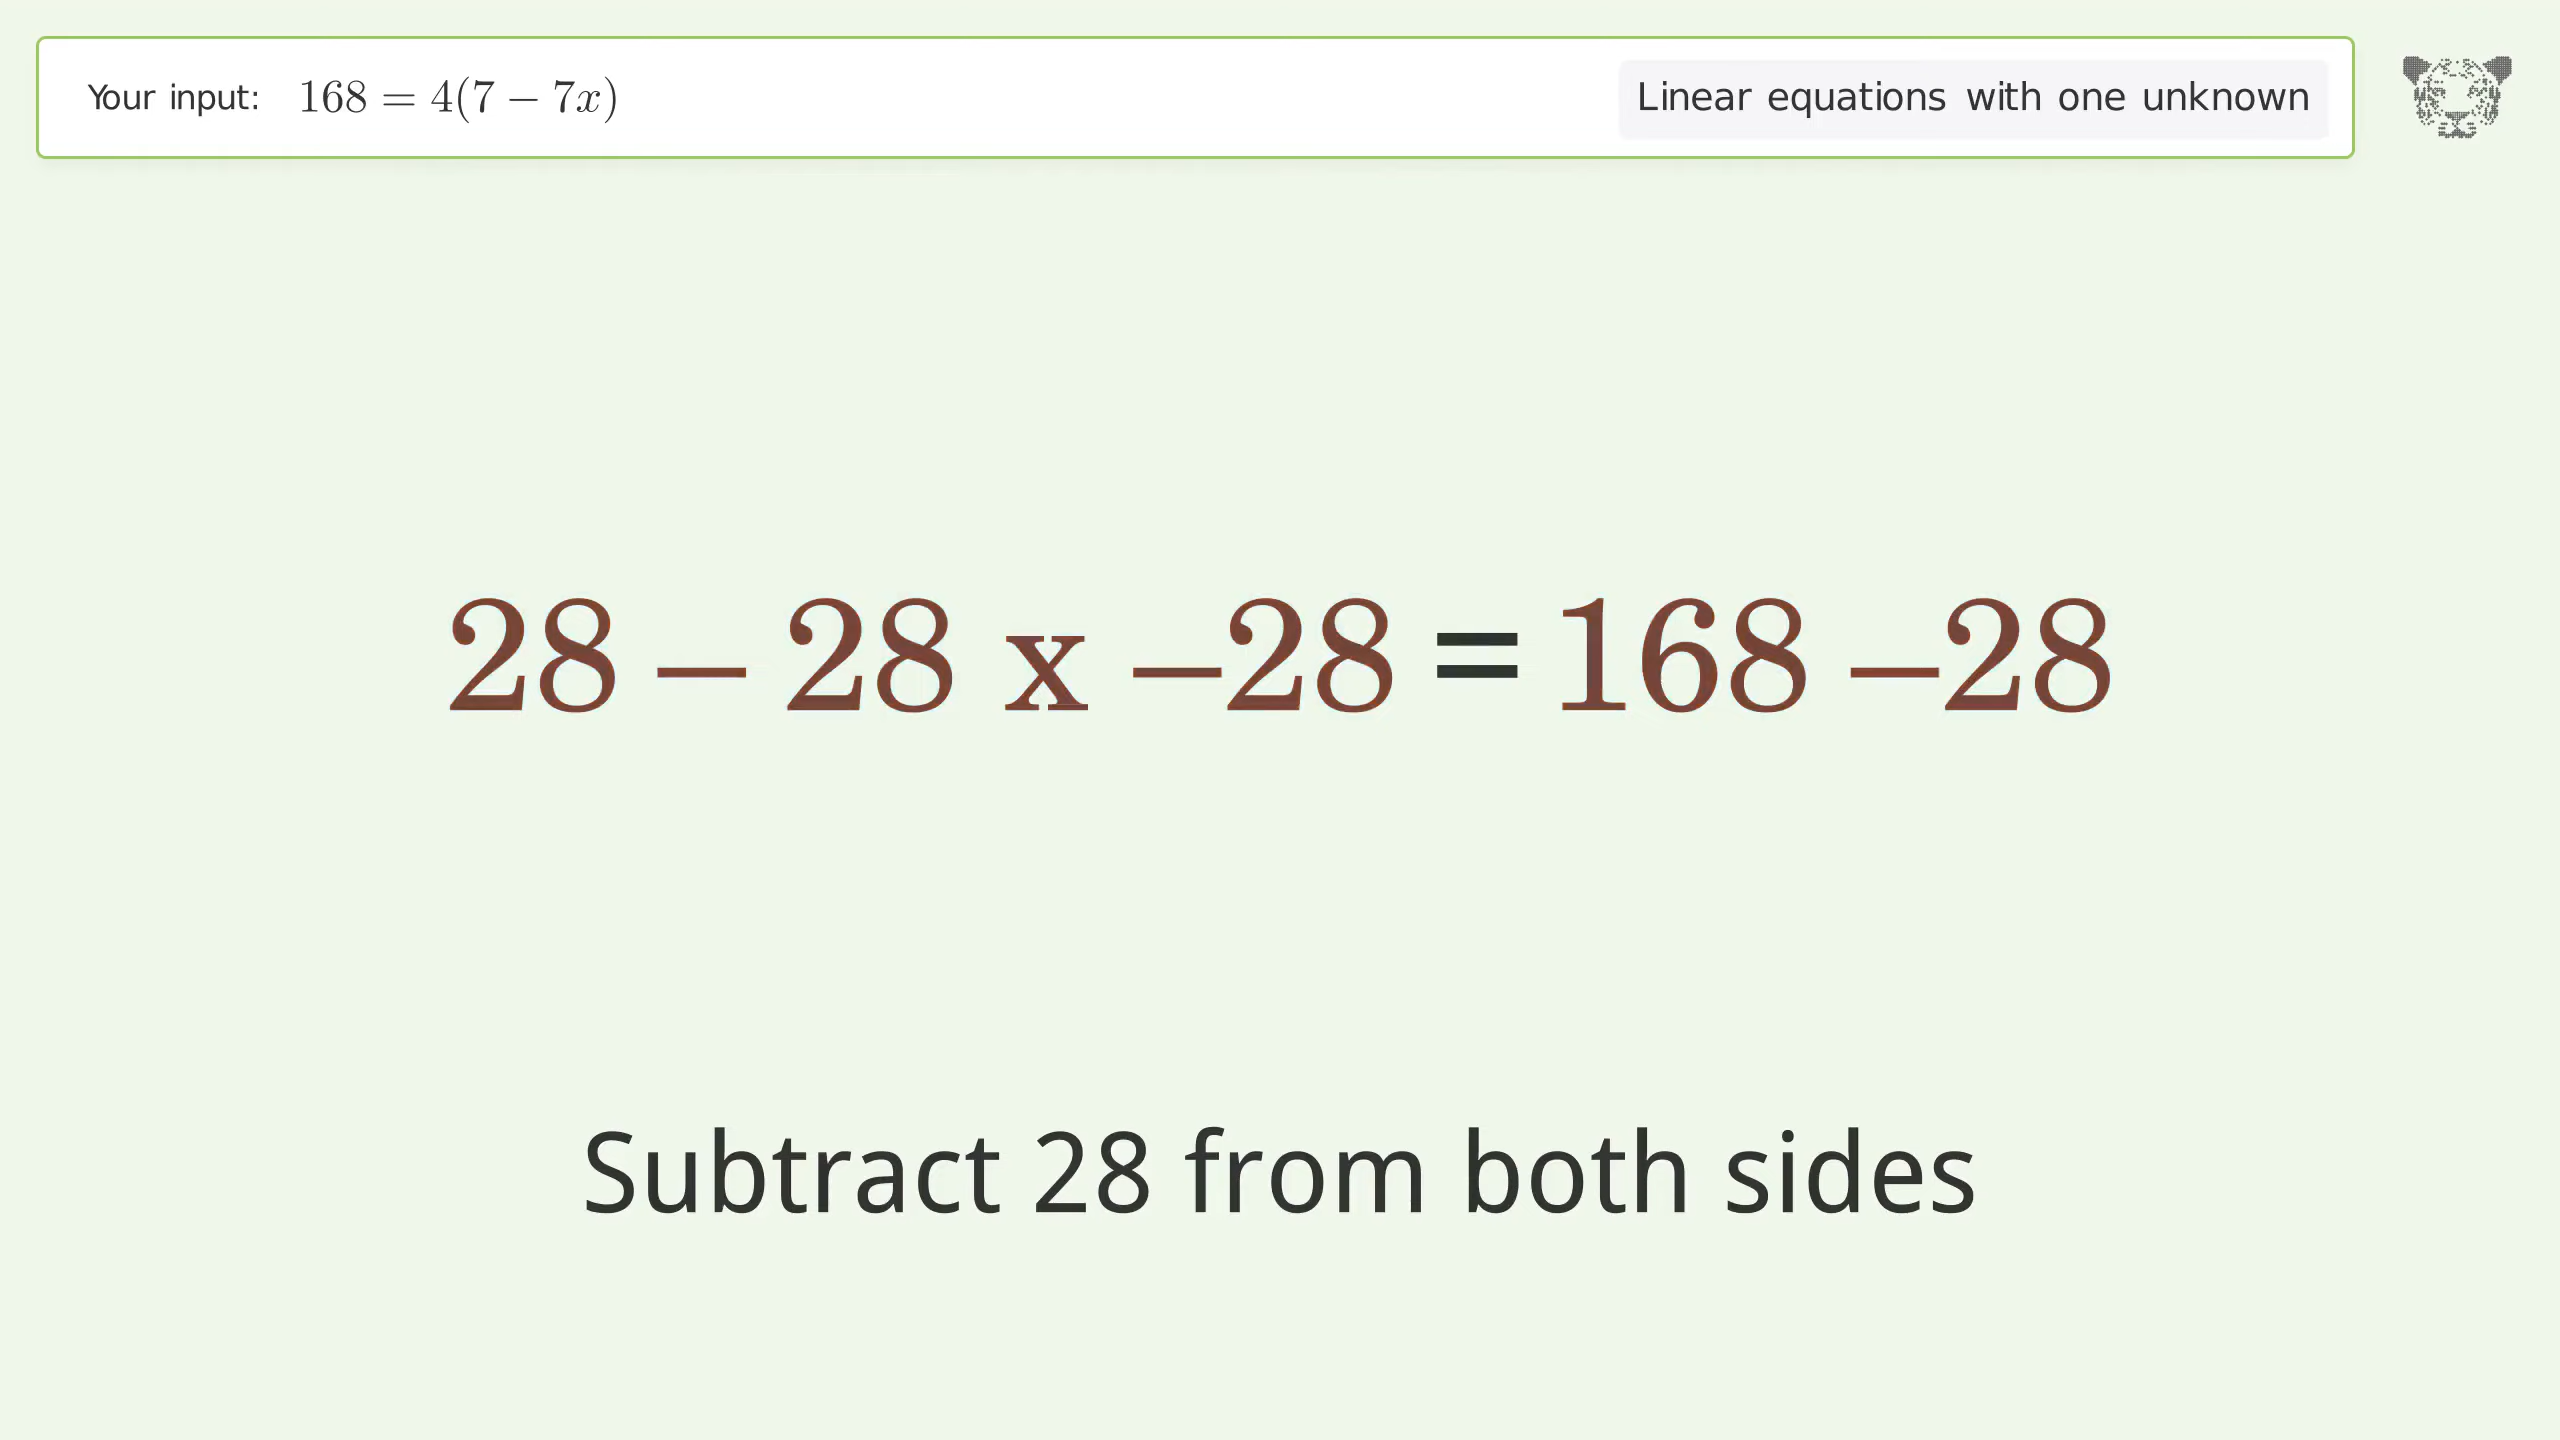 Your input: 168 = 4(7 − 7x) Linear equations with one unknown
28 − 28 x −28 = 168 −28
Subtract 28 from both sides